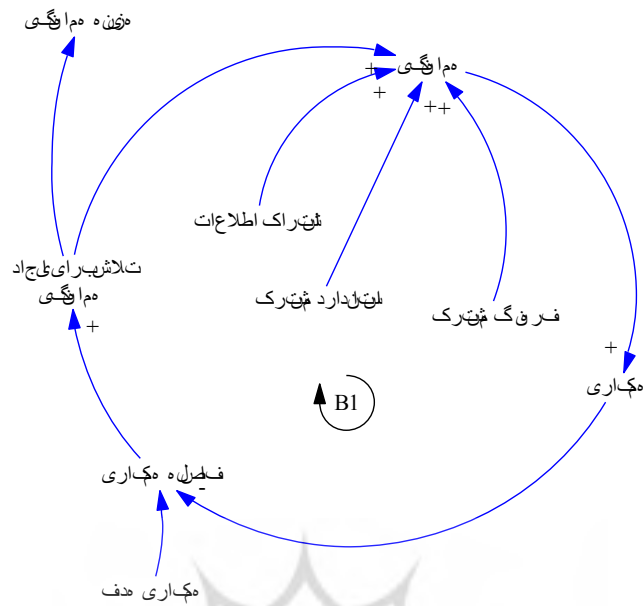 هزینه هماهنگی
هماهنگی
+
+
++
اشتراک اطلاعات
تلاش برای ایجاد
هماهنگی
+
استاندارد مشترک
فرهنگ مشترک
+
همکاری
B1
فاصله همکاری
-
همکاری هدف